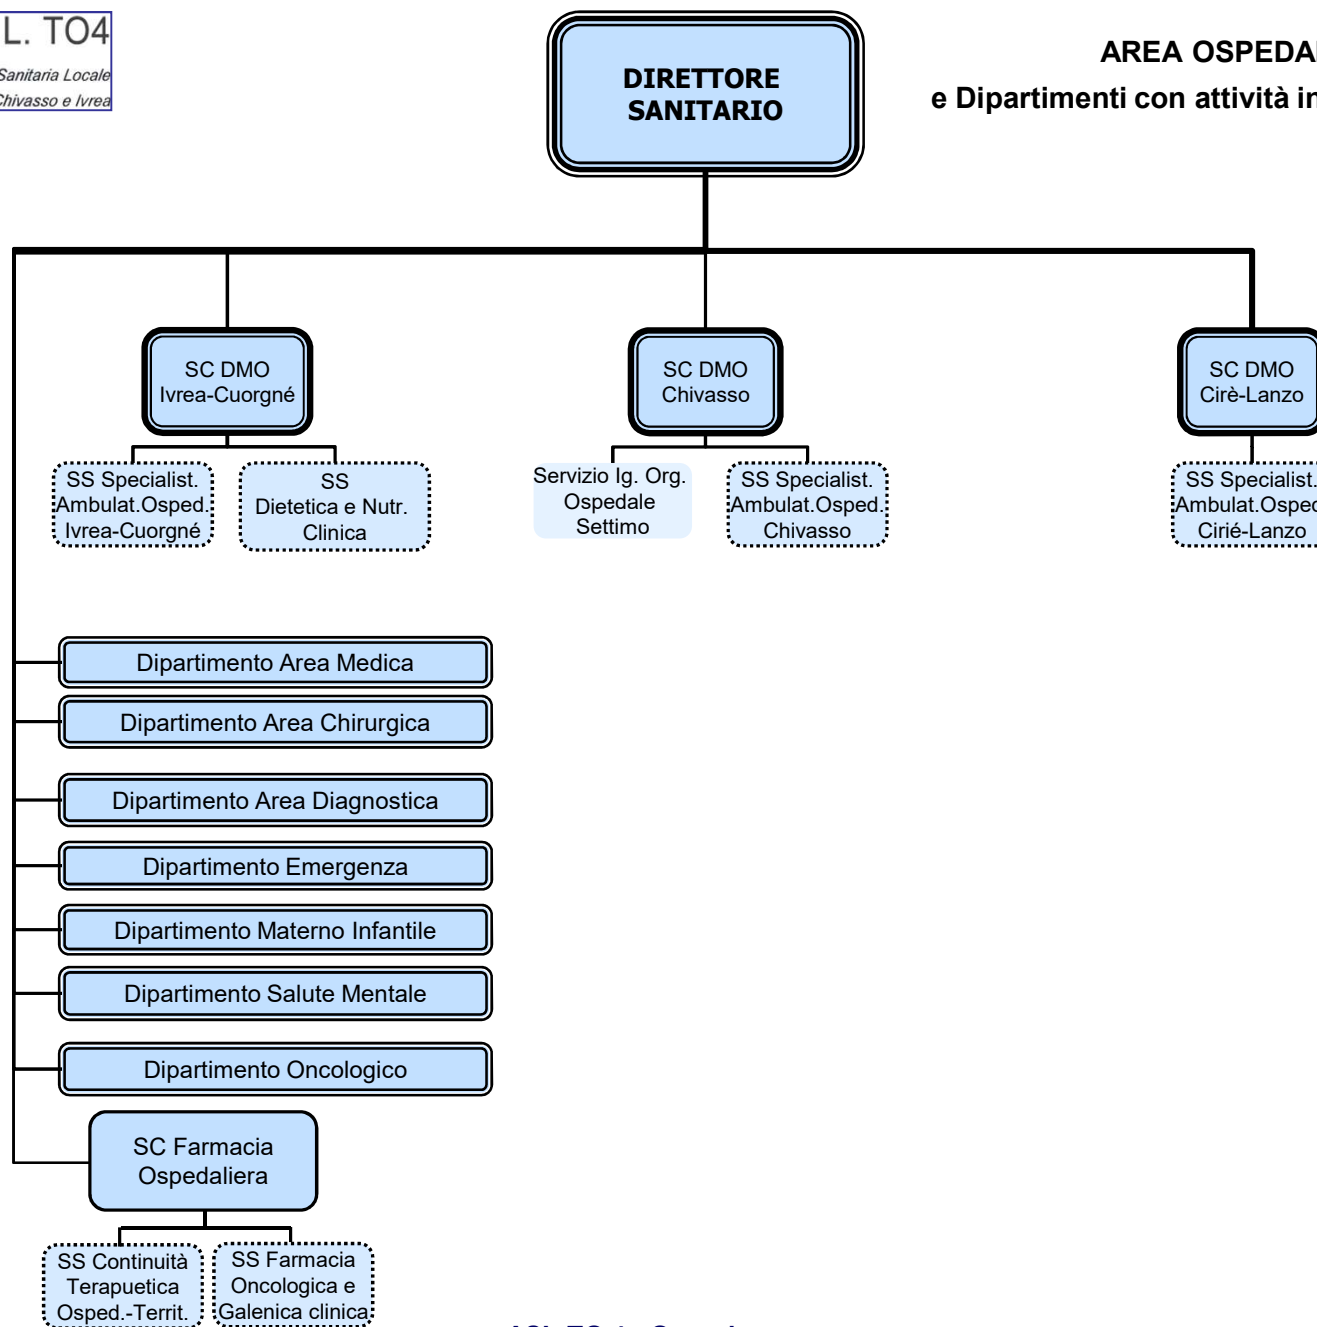 L. TO4
Sanitaria Locale
Chivasso e Ivrea
DIRETTORE
SANITARIO
AREA OSPEDAL
e Dipartimenti con attività in
SC DMO
Ivrea-Cuorgné
SC DMO
Chivasso
SC DMO
Cirè-Lanzo
SS Specialist.
Ambulat.Osped.
Ivrea-Cuorgné
SS
Dietetica e Nutr.
Clinica
Servizio Ig. Org.
Ospedale
Settimo
SS Specialist.
Ambulat.Osped.
Chivasso
SS Specialist.
Ambulat.Osped
Cirié-Lanzo
Dipartimento Area Medica
Dipartimento Area Chirurgica
Dipartimento Area Diagnostica
Dipartimento Emergenza
Dipartimento Materno Infantile
Dipartimento Salute Mentale
Dipartimento Oncologico
SC Farmacia
Ospedaliera
SS Continuità
Terapuetica
Osped.-Territ.
SS Farmacia
Oncologica e
Galenica clinica